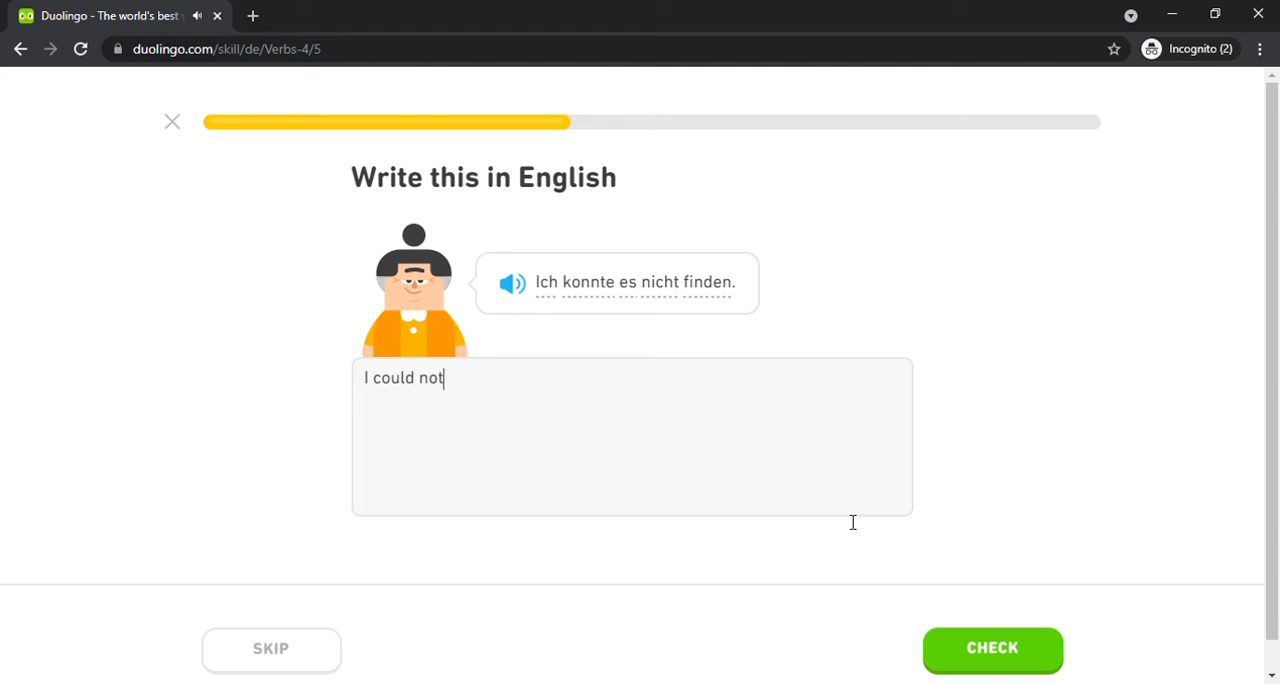 Duolingo - The world's best
duolingo.com/skill/de/Verbs-4/5
Incognito (2)
Write this in English
Ich konnte es nicht finden.
I could not
SKIP
CHECK